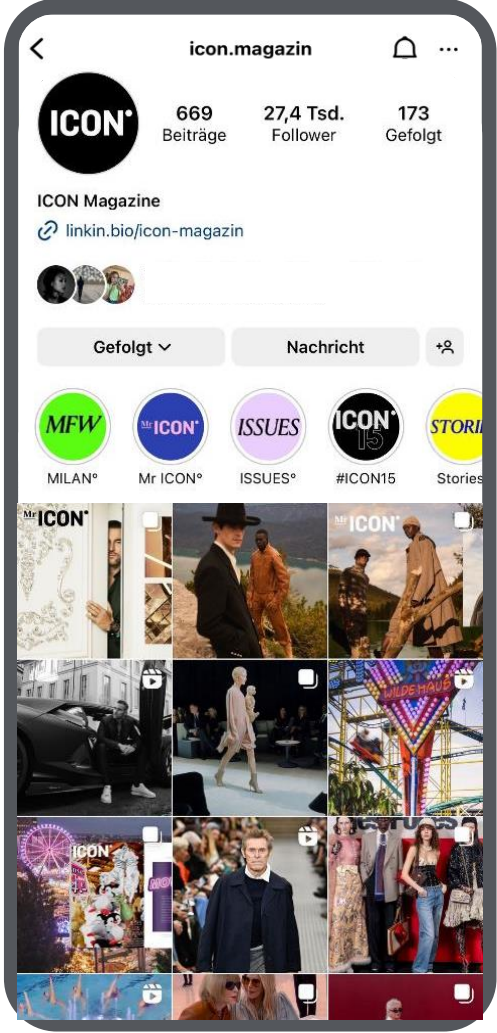 icon.magazin
ICON°
669
Beiträge
27,4 Tsd.
Follower
173
Gefolgt
ICON Magazine
linkin.bio/icon-magazin
Gefolgt
Nachricht
MFW
Mr ICON°
ISSUES
ICON°
15
STORI
MILAN°
Mr ICON°
ISSUES°
#ICON15
Stories
Mr ICON°
Mr ICON°
WILDE MAUS
ICON°